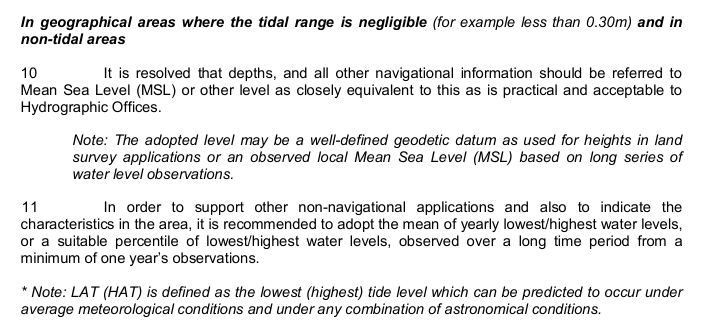 In geographical areas where the tidal range is negligible (for example less than 0.30m) and in
non-tidal areas
10 It is resolved that depths, and all other navigational information should be referred to
Mean Sea Level (MSL) or other level as closely equivalent to this as is practical and acceptable to
Hydrographic Offices.
Note: The adopted level may be a well-defined geodetic datum as used for heights in land
survey applications or an observed local Mean Sea Level (MSL) based on long series of
water level observations.
11 In order to support other non-navigational applications and also to indicate the
characteristics in the area, it is recommended to adopt the mean of yearly lowest/highest water levels,
or a suitable percentile of lowest/highest water levels, observed over a long time period from a
minimum of one year's observations.
* Note: LAT (HAT) is defined as the lowest (highest) tide level which can be predicted to occur under
average meteorological conditions and under any combination of astronomical conditions.